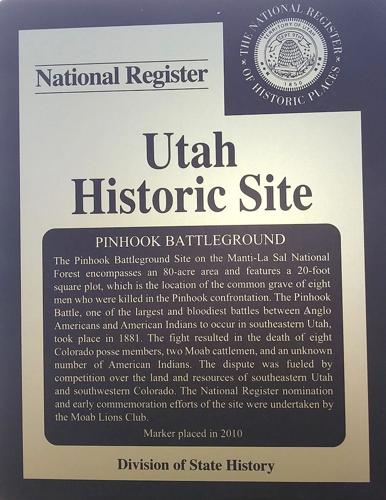 THE NATIONAL REGISTER
OF HISTORIC PLACES
TERRITORY OF UTAH
SEPT. 9TH
1850
National Register
Utah
Historic Site
PINHOOK BATTLEGROUND
The Pinhook Battleground Site on the Manti-La Sal National
Forest encompasses an 80-acre area and features a 20-foot
square plot, which is the location of the common grave of eight
men who were killed in the Pinhook confrontation. The Pinhook
Battle, one of the largest and bloodiest battles between Anglo
Americans and American Indians to occur in southeastern Utah,
took place in 1881. The fight resulted in the death of eight
Colorado posse members, two Moab cattlemen, and an unknown
number of American Indians. The dispute was fueled by
competition over the land and resources of southeastern Utah
and southwestern Colorado. The National Register nomination
and early commemoration efforts of the site were undertaken by
the Moab Lions Club.
Marker placed in 2010
Division of State History